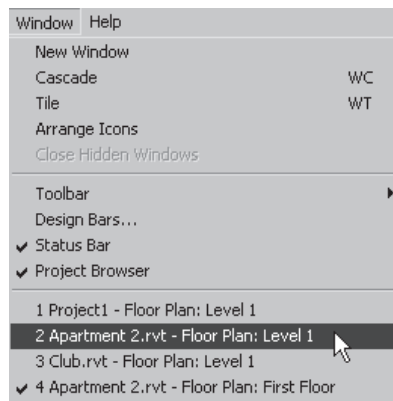 Window Help
New Window
Cascade WC
Tile WT
Arrange Icons
Close Hidden Windows
Toolbar
Design Bars...
Status Bar
Project Browser
1 Project1 - Floor Plan: Level 1
2 Apartment 2.rvt - Floor Plan: Level 1
3 Club.rvt - Floor Plan: Level 1
4 Apartment 2.rvt - Floor Plan: First Floor